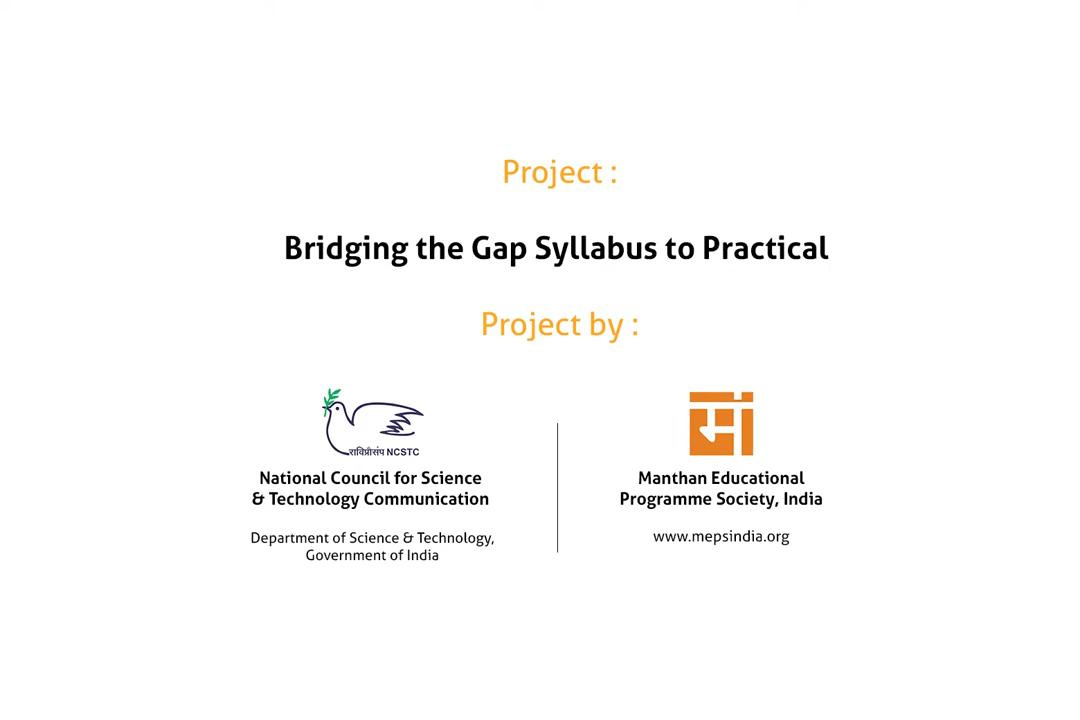 Project :
Bridging the Gap Syllabus to Practical
Project by :
राविप्रौसंप NCSTC
National Council for Science
& Technology Communication
Department of Science & Technology,
Government of India
मं
Manthan Educational
Programme Society, India
www.mepsindia.org